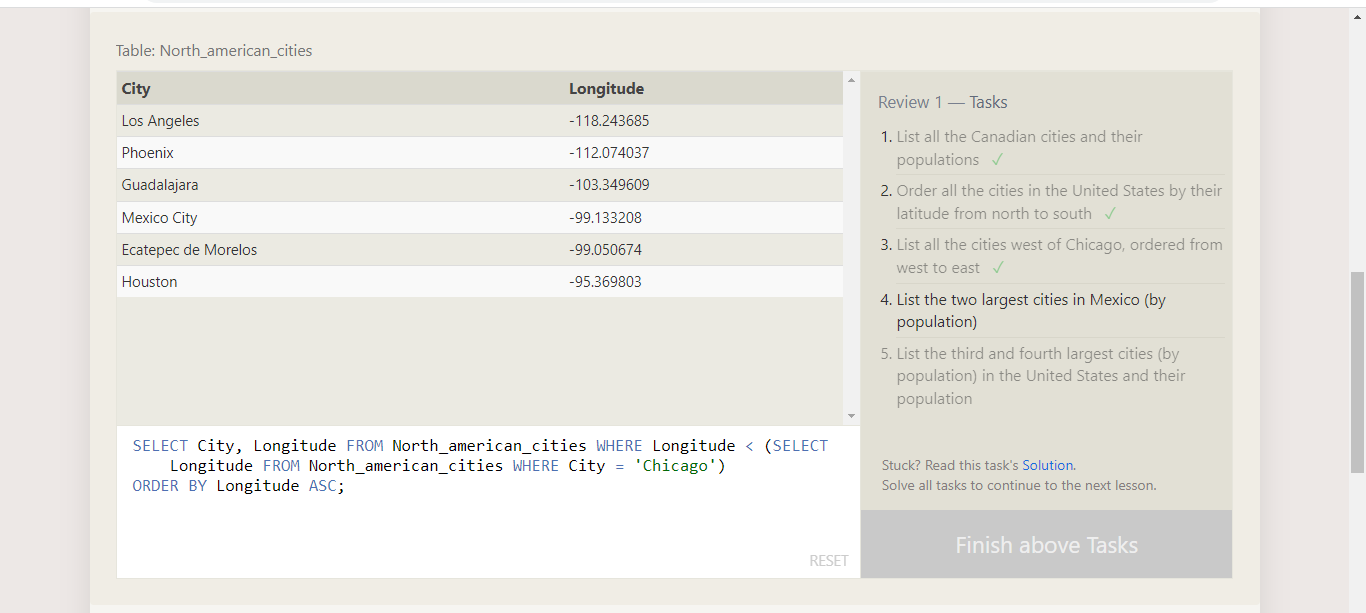 Table: North_american_cities
City Longitude
Los Angeles -118.243685
Phoenix -112.074037
Guadalajara -103.349609
Mexico City -99.133208
Ecatepec de Morelos -99.050674
Houston -95.369803
SELECT City, Longitude FROM North_american_cities WHERE Longitude < (SELECT
Longitude FROM North_american_cities WHERE City = 'Chicago')
ORDER BY Longitude ASC;
RESET
Review 1 — Tasks
1. List all the Canadian cities and their
populations ✓
2. Order all the cities in the United States by their
latitude from north to south ✓
3. List all the cities west of Chicago, ordered from
west to east ✓
4. List the two largest cities in Mexico (by
population)
5. List the third and fourth largest cities (by
population) in the United States and their
population
Stuck? Read this task's Solution.
Solve all tasks to continue to the next lesson.
Finish above Tasks